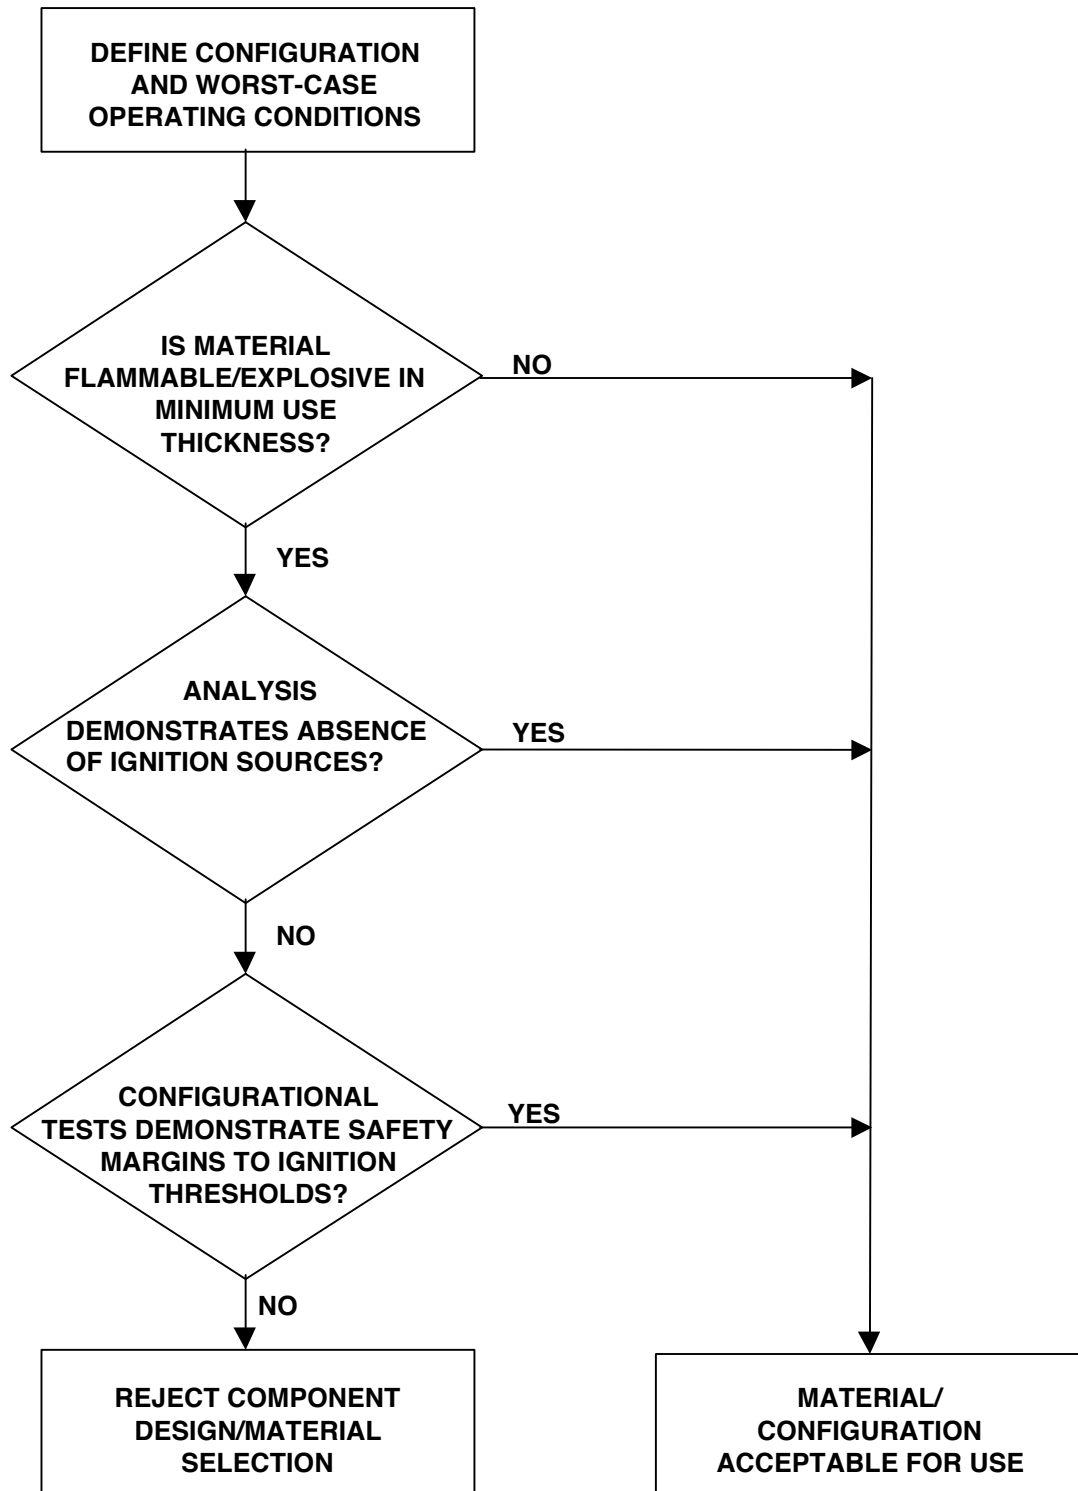 DEFINE CONFIGURATION
AND WORST-CASE
OPERATING CONDITIONS
IS MATERIAL
FLAMMABLE/EXPLOSIVE IN
MINIMUM USE
THICKNESS?
NO
YES
ANALYSIS
DEMONSTRATES ABSENCE
OF IGNITION SOURCES?
YES
NO
CONFIGURATIONAL
TESTS DEMONSTRATE SAFETY
MARGINS TO IGNITION
THRESHOLDS?
YES
NO
REJECT COMPONENT
DESIGN/MATERIAL
SELECTION
MATERIAL/
CONFIGURATION
ACCEPTABLE FOR USE